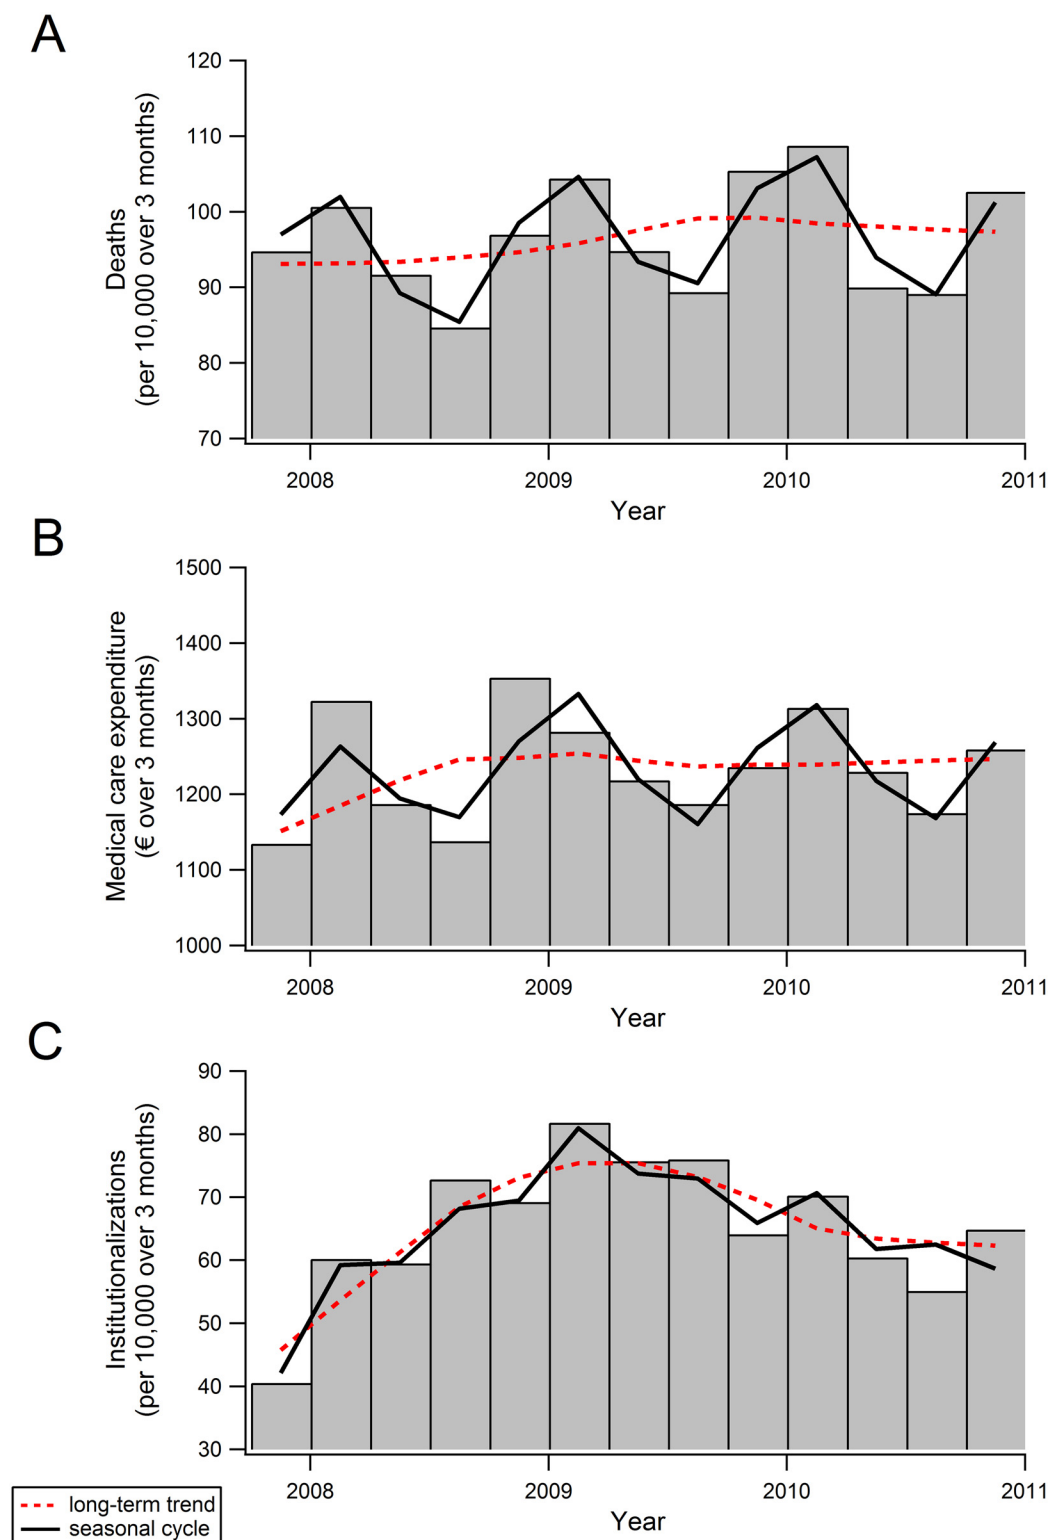 A
Deaths
(per 10,000 over 3 months)
120
110
100
90
80
70
2008
2009
2010
2011
Year
B
Medical care expenditure
(€ over 3 months)
1500
1400
1300
1200
1100
1000
2008
2009
2010
2011
Year
C
Institutionalizations
(per 10,000 over 3 months)
90
80
70
60
50
40
30
2008
2009
2010
2011
Year
long-term trend
seasonal cycle